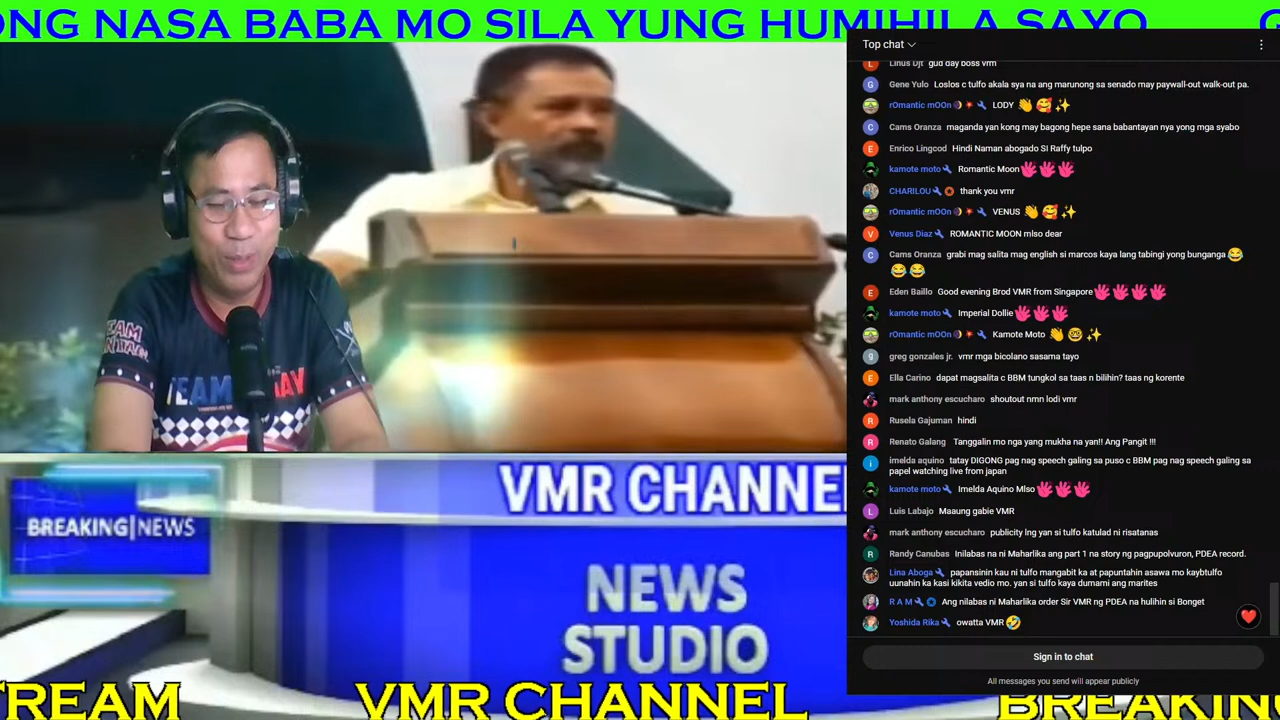 ONG NASA BABA MO SILA YUNG HUMIHILA SAYO
Top chat
Linus Djt gud day boss vrm
Gene Yulo Loslos c tulfo akala sya na ang marunong sa senado may paywall-out walk-out pa.
rOmantic mOOn LODY 👋🥰✨
Cams Oranza maganda yan kong may bagong hepe sana babantayan nya yong mga syabo
Enrico Lingcod Hindi Naman abogado SI Raffy tulpo
kamote moto Romantic Moon
CHARILOU thank you vmr
rOmantic mOOn VENUS 👋🥰✨
Venus Diaz ROMANTIC MOON mlso dear
Cams Oranza grabi mag salita mag english si marcos kaya lang tabingi yong bunganga 😂
😂😂
Eden Baillo Good evening Brod VMR from Singapore
kamote moto Imperial Dollie
rOmantic mOOn Kamote Moto 👋🤓✨
greg gonzales jr. vmr mga bicolano sasama tayo
Ella Carino dapat magsalita c BBM tungkol sa taas n bilihin? taas ng korente
mark anthony escucharo shoutout nmn lodi vmr
Rusela Gajuman hindi
Renato Galang Tanggalin mo nga yang mukha na yan!! Ang Pangit !!!
imelda aquino tatay DIGONG pag nag speech galing sa puso c BBM pag nag speech galing sa
papel watching live from japan
kamote moto Imelda Aquino Mlso
Luis Labajo Maaung gabie VMR
mark anthony escucharo publicity lng yan si tulfo katulad ni risatanas
Randy Canubas Inilabas na ni Maharlika ang part 1 na story ng pagpupolvuron, PDEA record.
Lina Aboga papansinin kau ni tulfo mangabit ka at papuntahin asawa mo kaybtulfo
uunahin ka kasi kikita vedio mo. yan si tulfo kaya dumami ang marites
R A M Ang nilabas ni Maharlika order Sir VMR ng PDEA na hulihin si Bonget
Yoshida Rika owatta VMR 🤣
Sign in to chat
All messages you send will appear publicly
TEAM
BREAKING|NEWS
VMR CHANNE
NEWS
STUDIO
TREAM VMR CHANNEL BREAKING